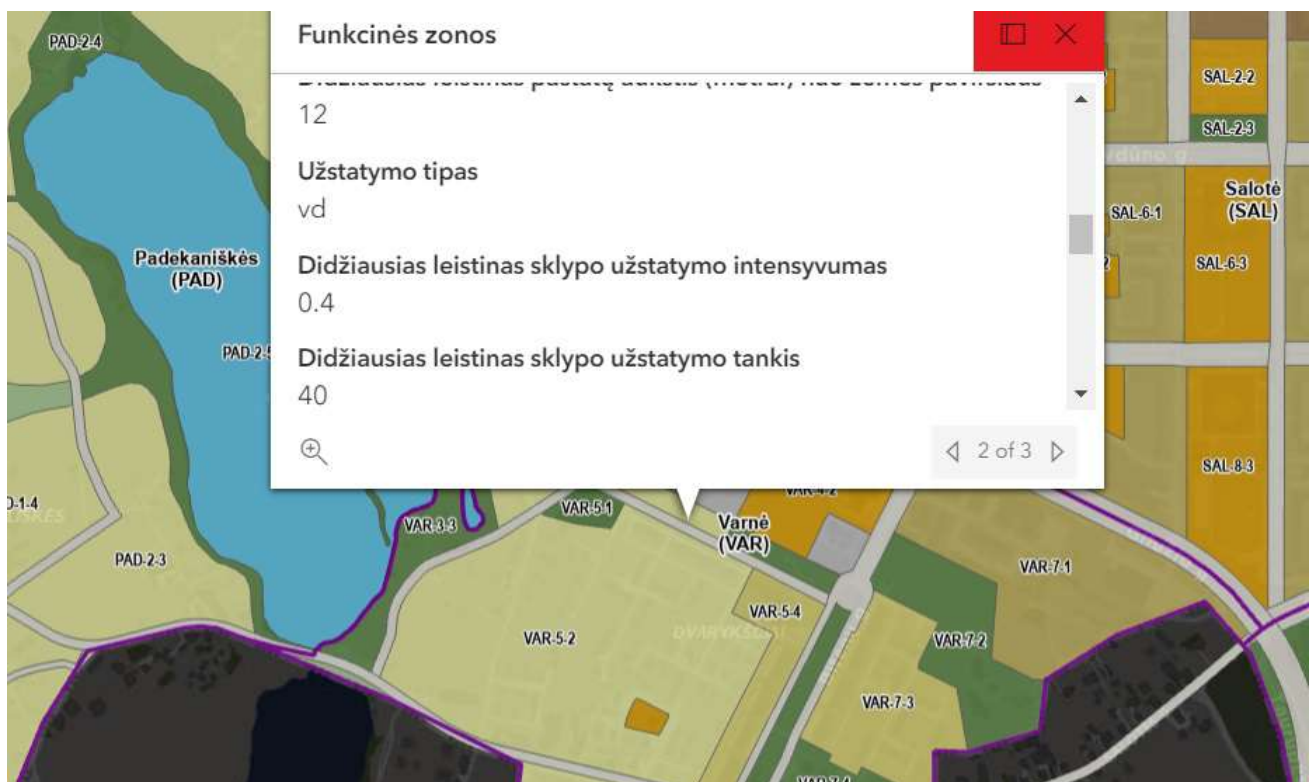 Funkcinės zonos
12
Užstatymo tipas
vd
Didžiausias leistinas sklypo užstatymo intensyvumas
0.4
Didžiausias leistinas sklypo užstatymo tankis
40
2 of 3
PAD-2-4
Padekaniškės
(PAD)
PAD-2-3
VAR-3-3
VAR-5-1
VAR-5-2
Varnė
(VAR)
VAR-5-4
DVARYKŠČIAI
VAR-7-1
VAR-7-2
VAR-7-3
SAL-2-2
SAL-2-3
Salotė
(SAL)
SAL-6-1
SAL-6-3
SAL-8-3